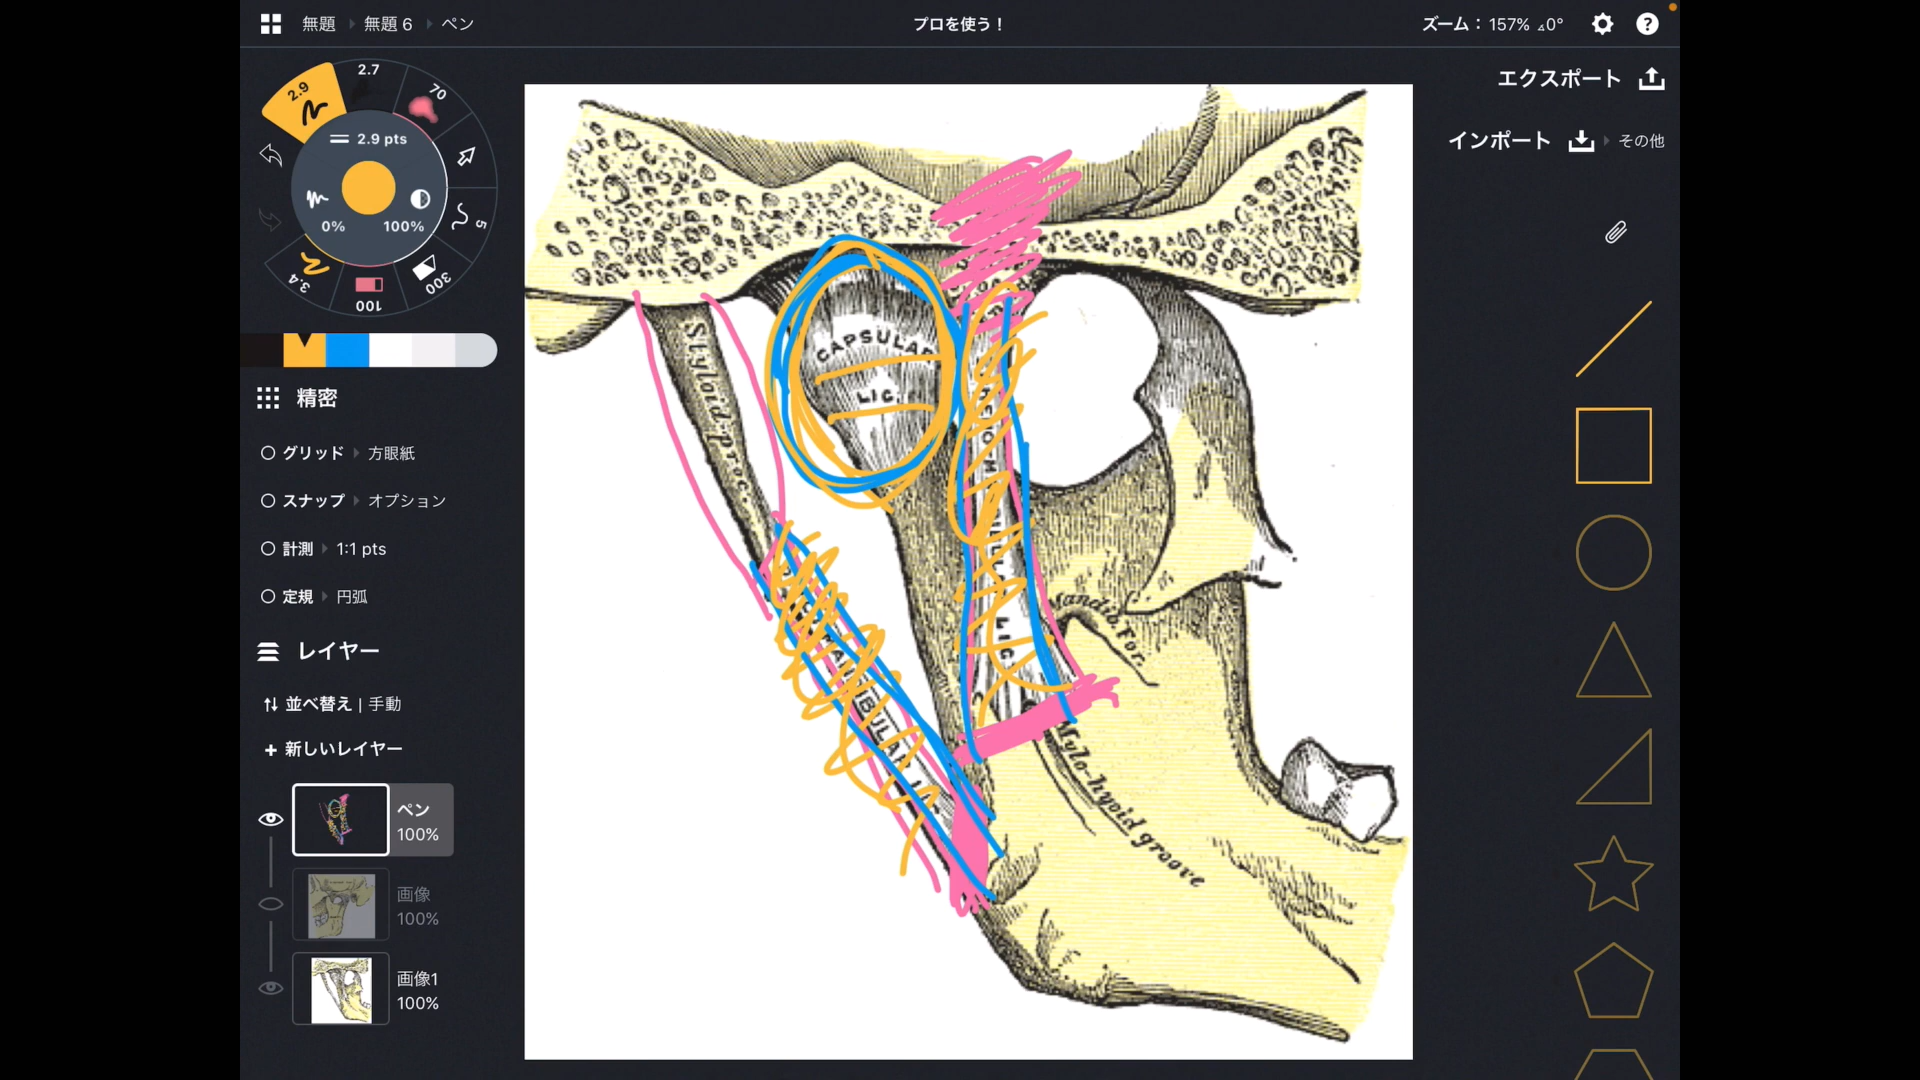 無題 無題 6 ペン
プロを使う！
ズーム：157% ⊿0°
エクスポート
インポート その他
2.9
2.7
70
2.9 pts
0% 100%
5
300
100
3.4
精密
グリッド 方眼紙
スナップ オプション
計測 1:1 pts
定規 円弧
レイヤー
並べ替え | 手動
新しいレイヤー
ペン
100%
画像
100%
画像1
100%
Styloid proc.
CAPSULAR
LIG.
LIG.
Mandib. For.
Mylo-hyoid groove